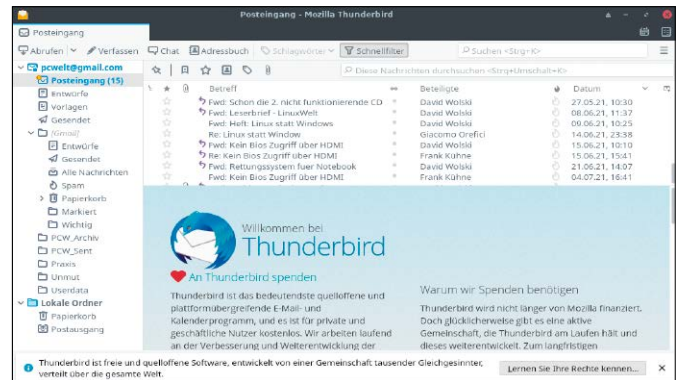 Posteingang - Mozilla Thunderbird
Posteingang
Abrufen Verfassen Chat Adressbuch Schlagwörter Schnellfilter Suchen <Strg+K>
pcwelt@gmail.com
Posteingang (15)
Entwürfe
Vorlagen
Gesendet
[Gmail]
Entwürfe
Gesendet
Alle Nachrichten
Spam
Papierkorb
Markiert
Wichtig
PCW_Archiv
PCW_Sent
Praxis
Unmut
Userdata
Lokale Ordner
Papierkorb
Postausgang
Diese Nachrichten durchsuchen <Strg+Umschalt+K>
Betreff Beteiligte Datum
Fwd: Schon die 2. nicht funktionierende CD David Wolski 27.05.21, 10:30
Fwd: Leserbrief - LinuxWelt David Wolski 08.06.21, 11:37
Fwd: Heft: Linux statt Windows David Wolski 09.06.21, 10:25
Re: Linux statt Window Giacomo Orefici 14.06.21, 23:38
Fwd: Kein Bios Zugriff über HDMI David Wolski 15.06.21, 10:10
Re: Kein Bios Zugriff über HDMI Frank Kühne 15.06.21, 15:41
Fwd: Rettungssystem fuer Notebook David Wolski 21.06.21, 14:07
Fwd: Kein Bios Zugriff über HDMI Frank Kühne 04.07.21, 16:41
Willkommen bei
Thunderbird
An Thunderbird spenden
Thunderbird ist das bedeutendste quelloffene und
plattformübergreifende E-Mail- und
Kalenderprogramm, und es ist für private und
geschäftliche Nutzer kostenlos. Wir arbeiten laufend
an der Verbesserung und Weiterentwicklung der
Warum wir Spenden benötigen
Thunderbird wird nicht länger von Mozilla finanziert.
Doch glücklicherweise gibt es eine aktive
Gemeinschaft, die Thunderbird am Laufen hält und
dieses weiterentwickelt. Zum langfristigen
Thunderbird ist freie und quelloffene Software, entwickelt von einer Gemeinschaft tausender Gleichgesinnter,
verteilt über die gesamte Welt.
Lernen Sie Ihre Rechte kennen...